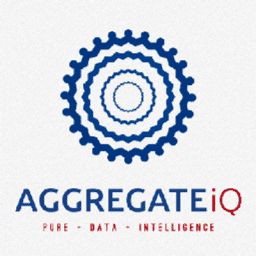 AGGREGATEiQ
PURE - DATA - INTELLIGENCE